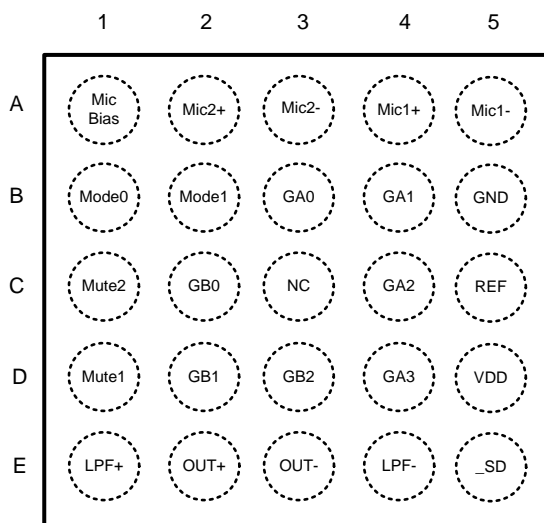 1 2 3 4 5
A Mic Bias Mic2+ Mic2- Mic1+ Mic1-
B Mode0 Mode1 GA0 GA1 GND
C Mute2 GB0 NC GA2 REF
D Mute1 GB1 GB2 GA3 VDD
E LPF+ OUT+ OUT- LPF- _SD